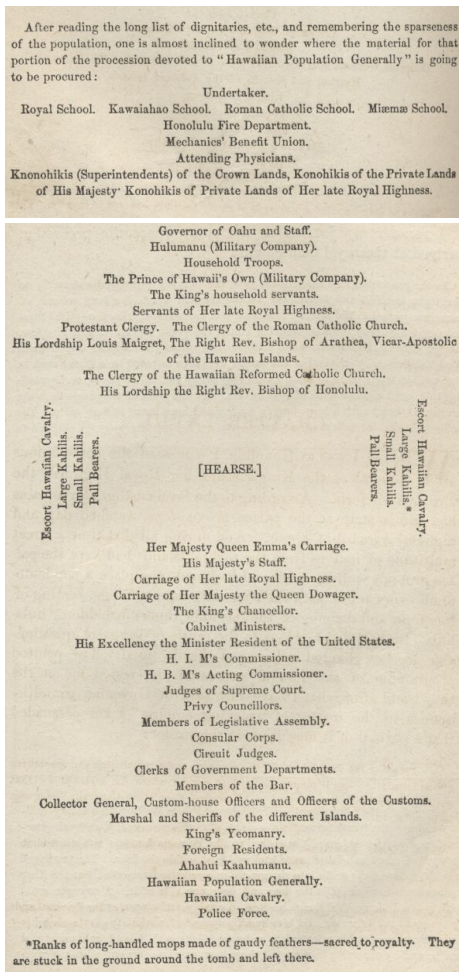 After reading the long list of dignitaries, etc., and remembering the sparseness
of the population, one is almost inclined to wonder where the material for that
portion of the procession devoted to "Hawaiian Population Generally" is going
to be procured:
Undertaker.
Royal School. Kawaiahao School. Roman Catholic School. Miæmæ School.
Honolulu Fire Department.
Mechanics' Benefit Union.
Attending Physicians.
Knonohikis (Superintendents) of the Crown Lands, Konohikis of the Private Lands
of His Majesty· Konohikis of Private Lands of Her late Royal Highness.
Governor of Oahu and Staff.
Hulumanu (Military Company).
Household Troops.
The Prince of Hawaii's Own (Military Company).
The King's household servants.
Servants of Her late Royal Highness.
Protestant Clergy. The Clergy of the Roman Catholic Church.
His Lordship Louis Maigret, The Right Rev. Bishop of Arathea, Vicar-Apostolic
of the Hawaiian Islands.
The Clergy of the Hawaiian Reformed Catholic Church.
His Lordship the Right Rev. Bishop of Honolulu.
Escort Hawaiian Cavalry.
Large Kahilis.
Small Kahilis.
Pall Bearers.
[HEARSE.]
Escort Hawaiian Cavalry.
Large Kahilis.*
Small Kahilis.
Pall Bearers.
Her Majesty Queen Emma's Carriage.
His Majesty's Staff.
Carriage of Her late Royal Highness.
Carriage of Her Majesty the Queen Dowager.
The King's Chancellor.
Cabinet Ministers.
His Excellency the Minister Resident of the United States.
H. I. M's Commissioner.
H. B. M's Acting Commissioner.
Judges of Supreme Court.
Privy Councillors.
Members of Legislative Assembly.
Consular Corps.
Circuit Judges.
Clerks of Government Departments.
Members of the Bar.
Collector General, Custom-house Officers and Officers of the Customs.
Marshal and Sheriffs of the different Islands.
King's Yeomanry.
Foreign Residents.
Ahahui Kaahumanu.
Hawaiian Population Generally.
Hawaiian Cavalry.
Police Force.
*Ranks of long-handled mops made of gaudy feathers—sacred to royalty. They
are stuck in the ground around the tomb and left there.